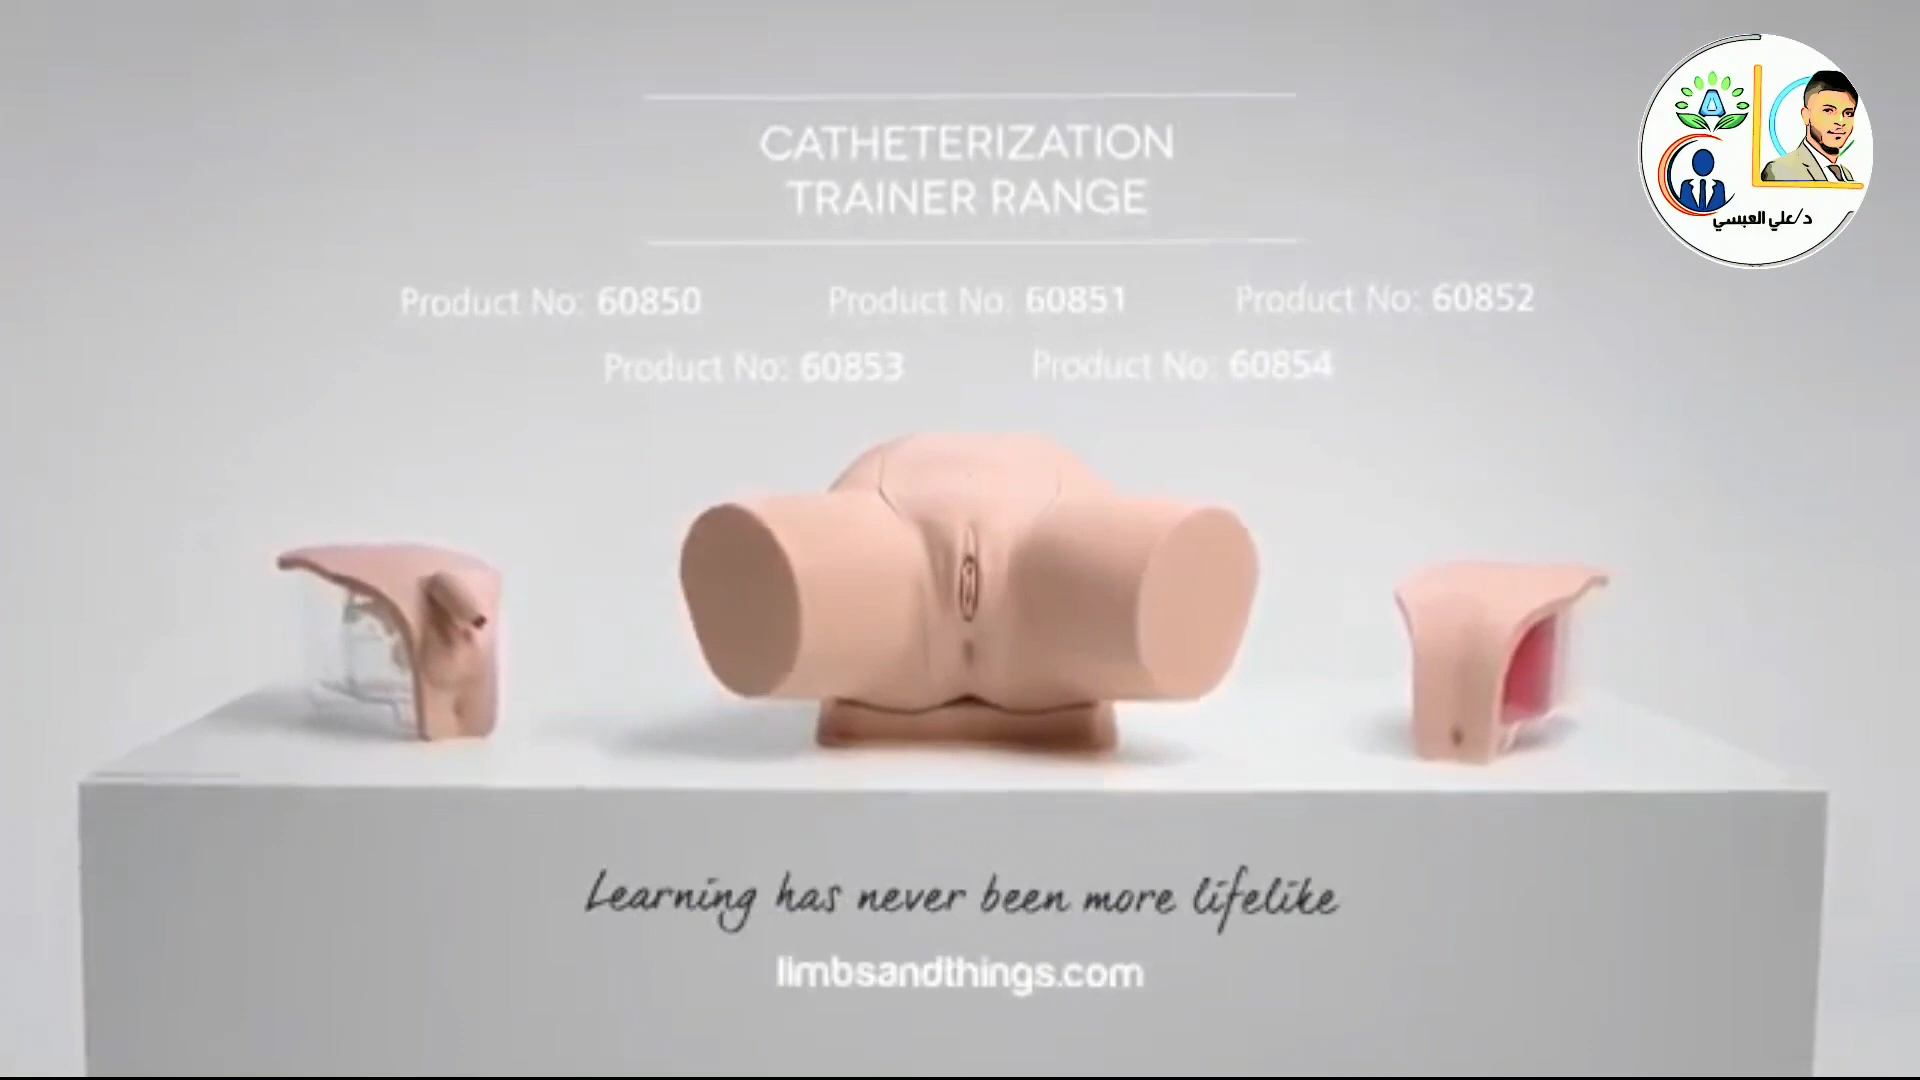 CATHETERIZATION
TRAINER RANGE
Product No: 60850 Product No: 60851 Product No: 60852
Product No: 60853 Product No: 60854
Learning has never been more lifelike
limbsandthings.com
د/علي العبسي